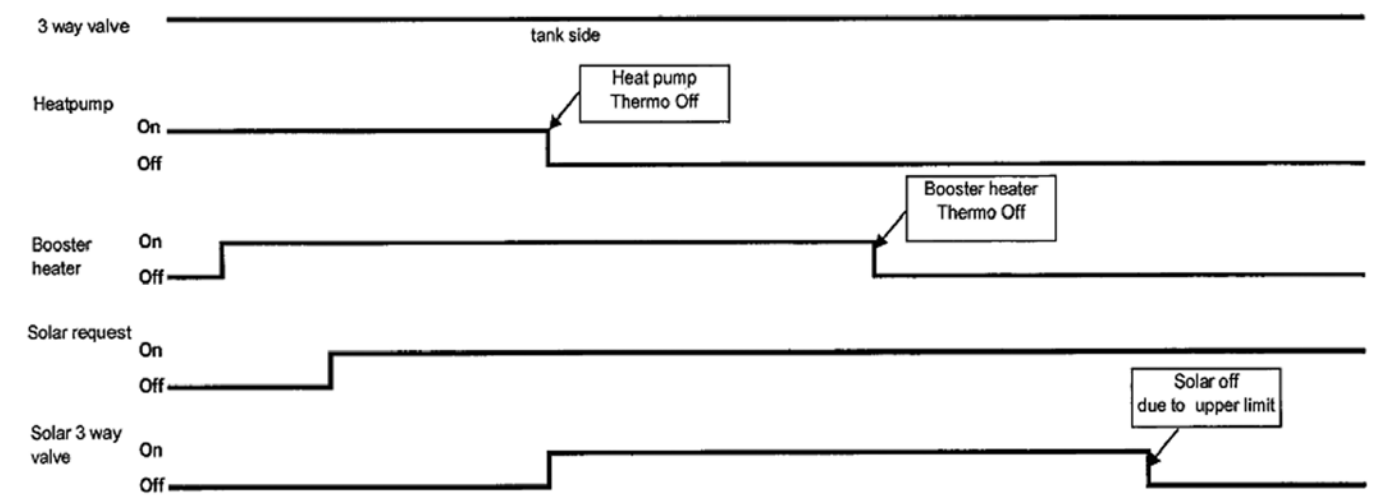 3 way valve
tank side
Heat pump
Thermo Off
Heatpump
On
Off
Booster heater
Thermo Off
Booster
heater
On
Off
Solar request
On
Off
Solar off
due to upper limit
Solar 3 way
valve
On
Off